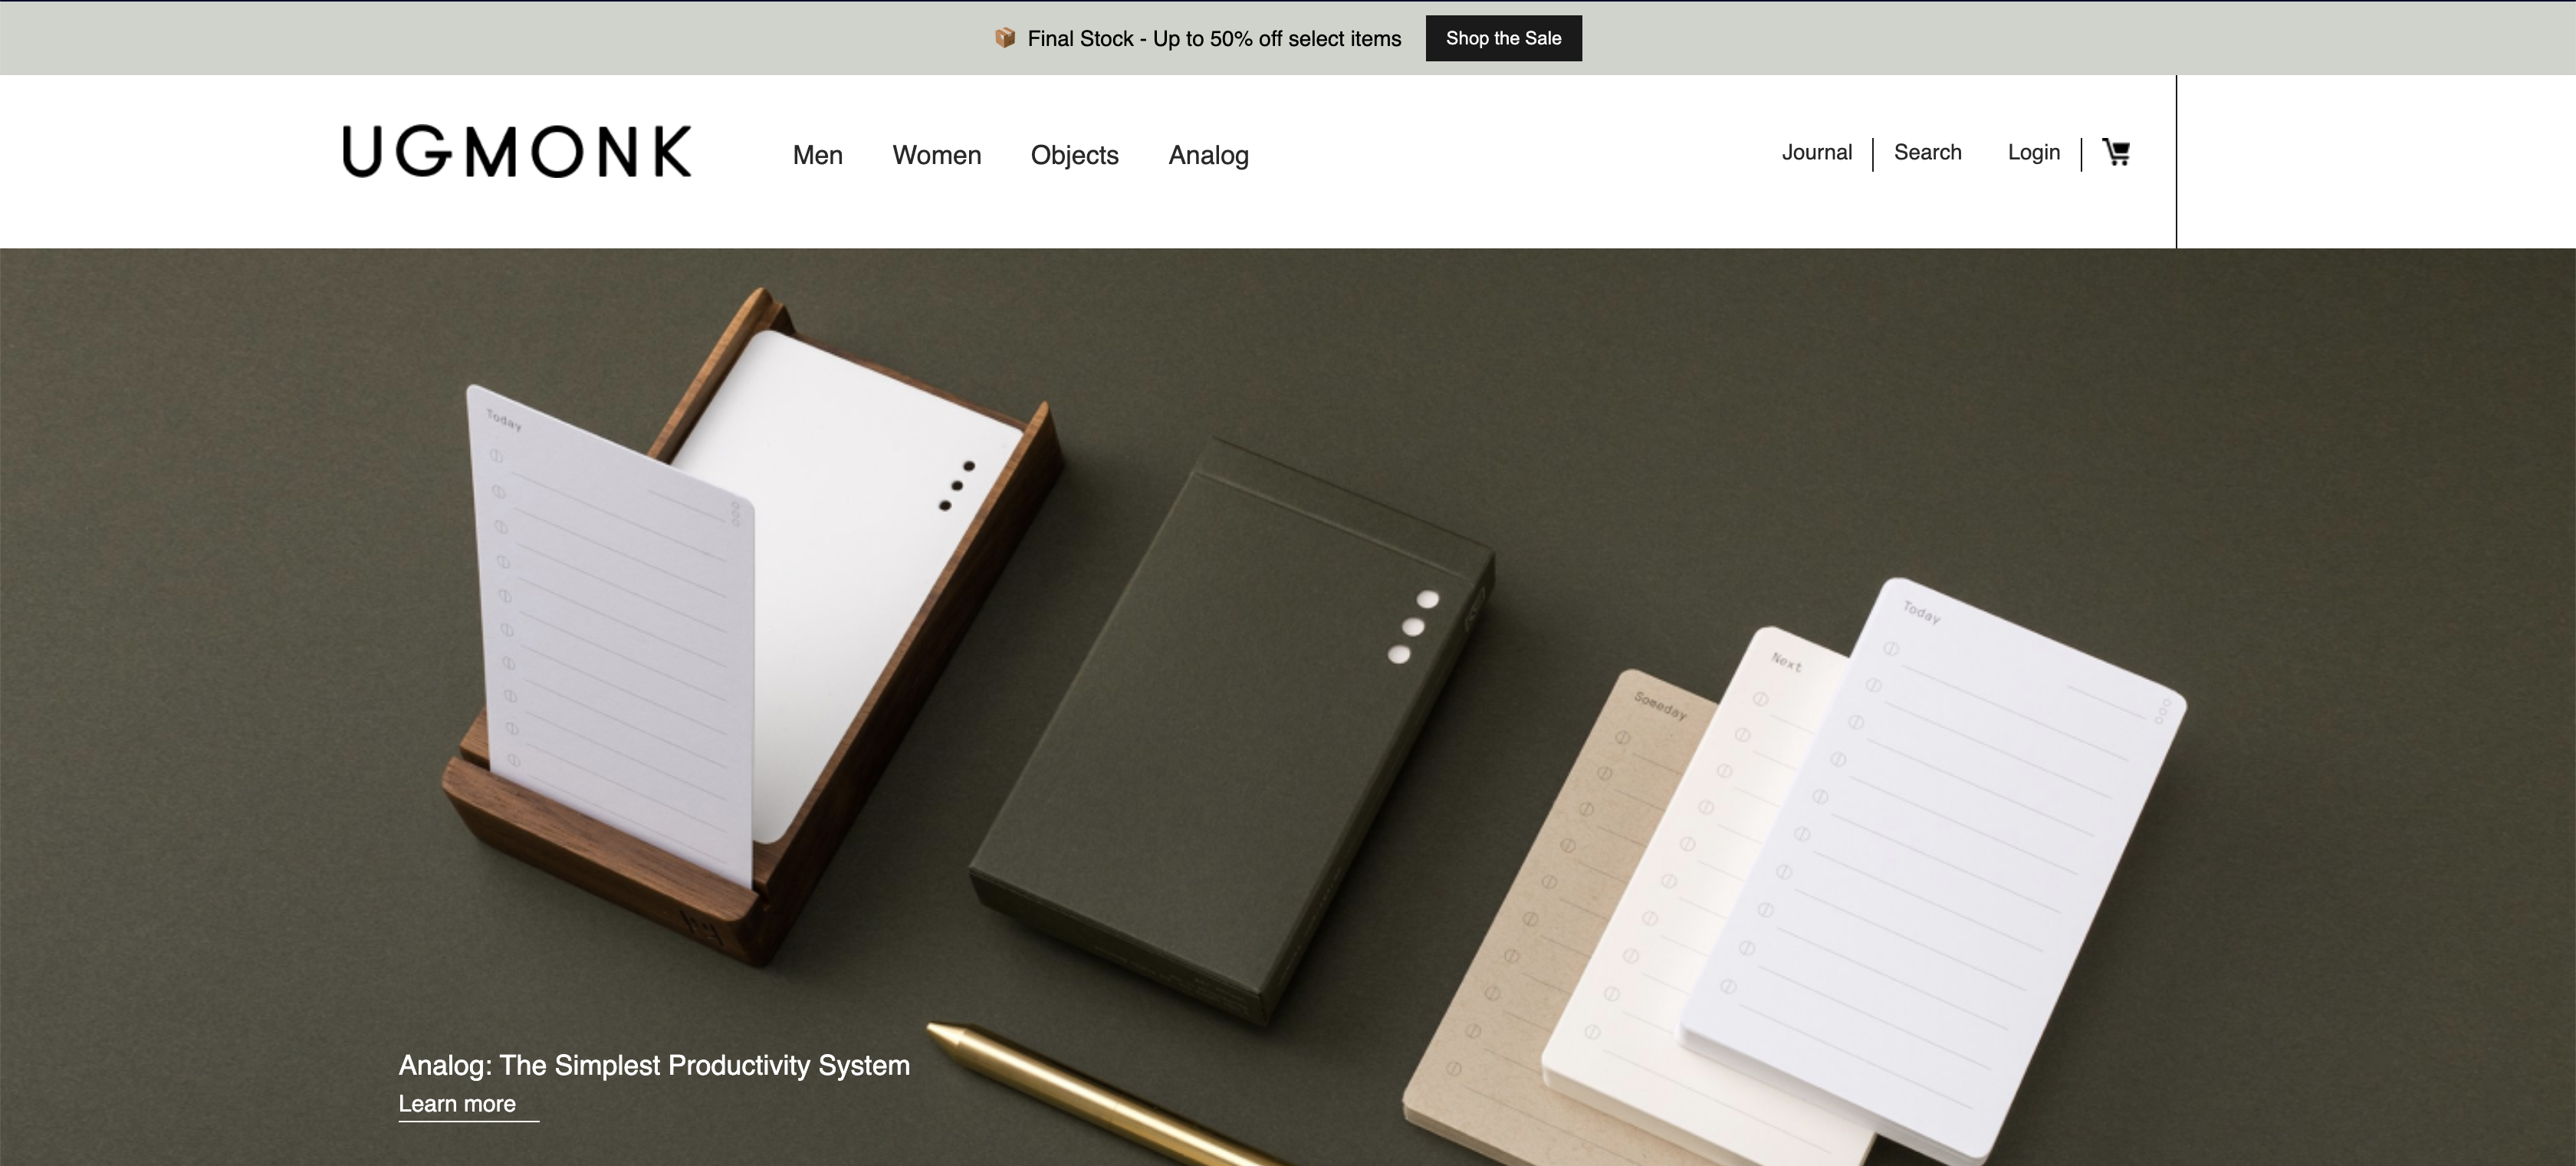 📦 Final Stock - Up to 50% off select items
Shop the Sale
UGMONK
Men
Women
Objects
Analog
Journal
Search
Login
Today
Someday
Next
Today
Analog: The Simplest Productivity System
Learn more